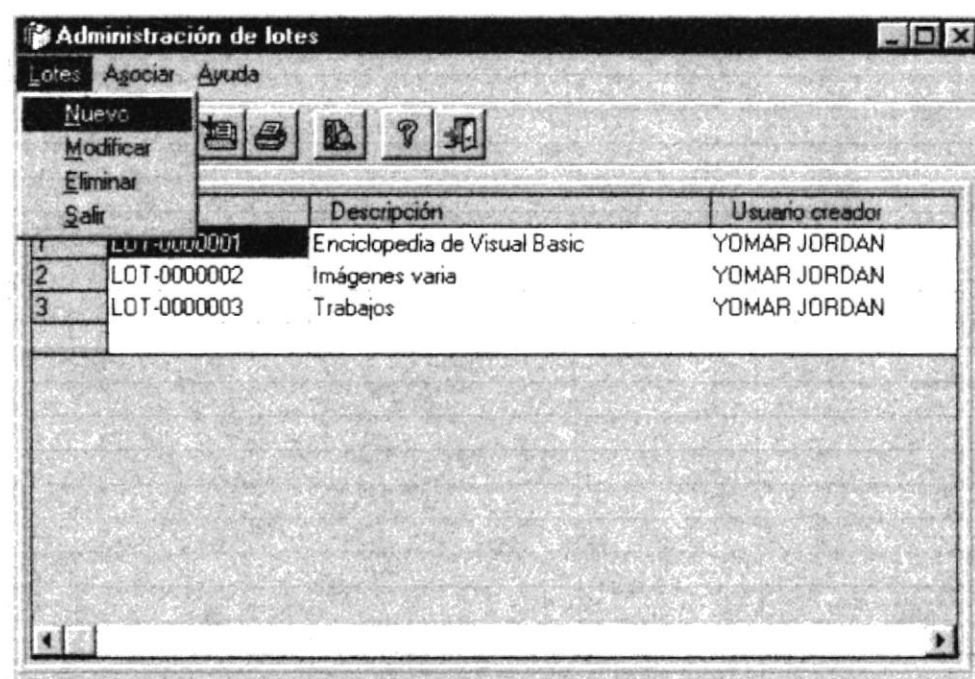 Administración de lotes
Lotes Asociar Ayuda
Nuevo
Modificar
Eliminar
Salir
Descripción Usuario creador
1 LOT-0000001 Enciclopedia de Visual Basic YOMAR JORDAN
2 LOT-0000002 Imágenes varia YOMAR JORDAN
3 LOT-0000003 Trabajos YOMAR JORDAN